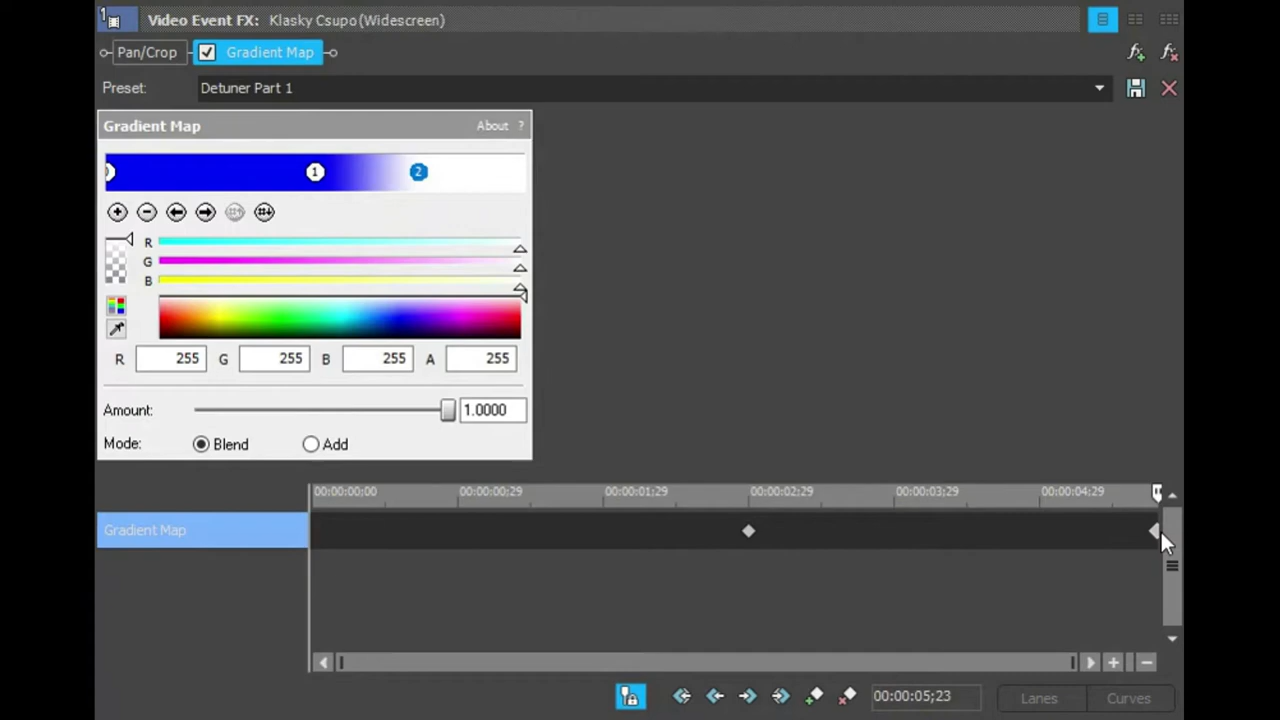 1
Video Event FX: Klasky Csupo(Widescreen)
Pan/Crop Gradient Map
Preset: Detuner Part 1
Gradient Map About ?
1 2
R
G
B
R 255 G 255 B 255 A 255
Amount: 1.0000
Mode: Blend Add
00:00:00;00 00:00:00;29 00:00:01;29 00:00:02;29 00:00:03;29 00:00:04;29
Gradient Map
00:00:05;23 Lanes Curves